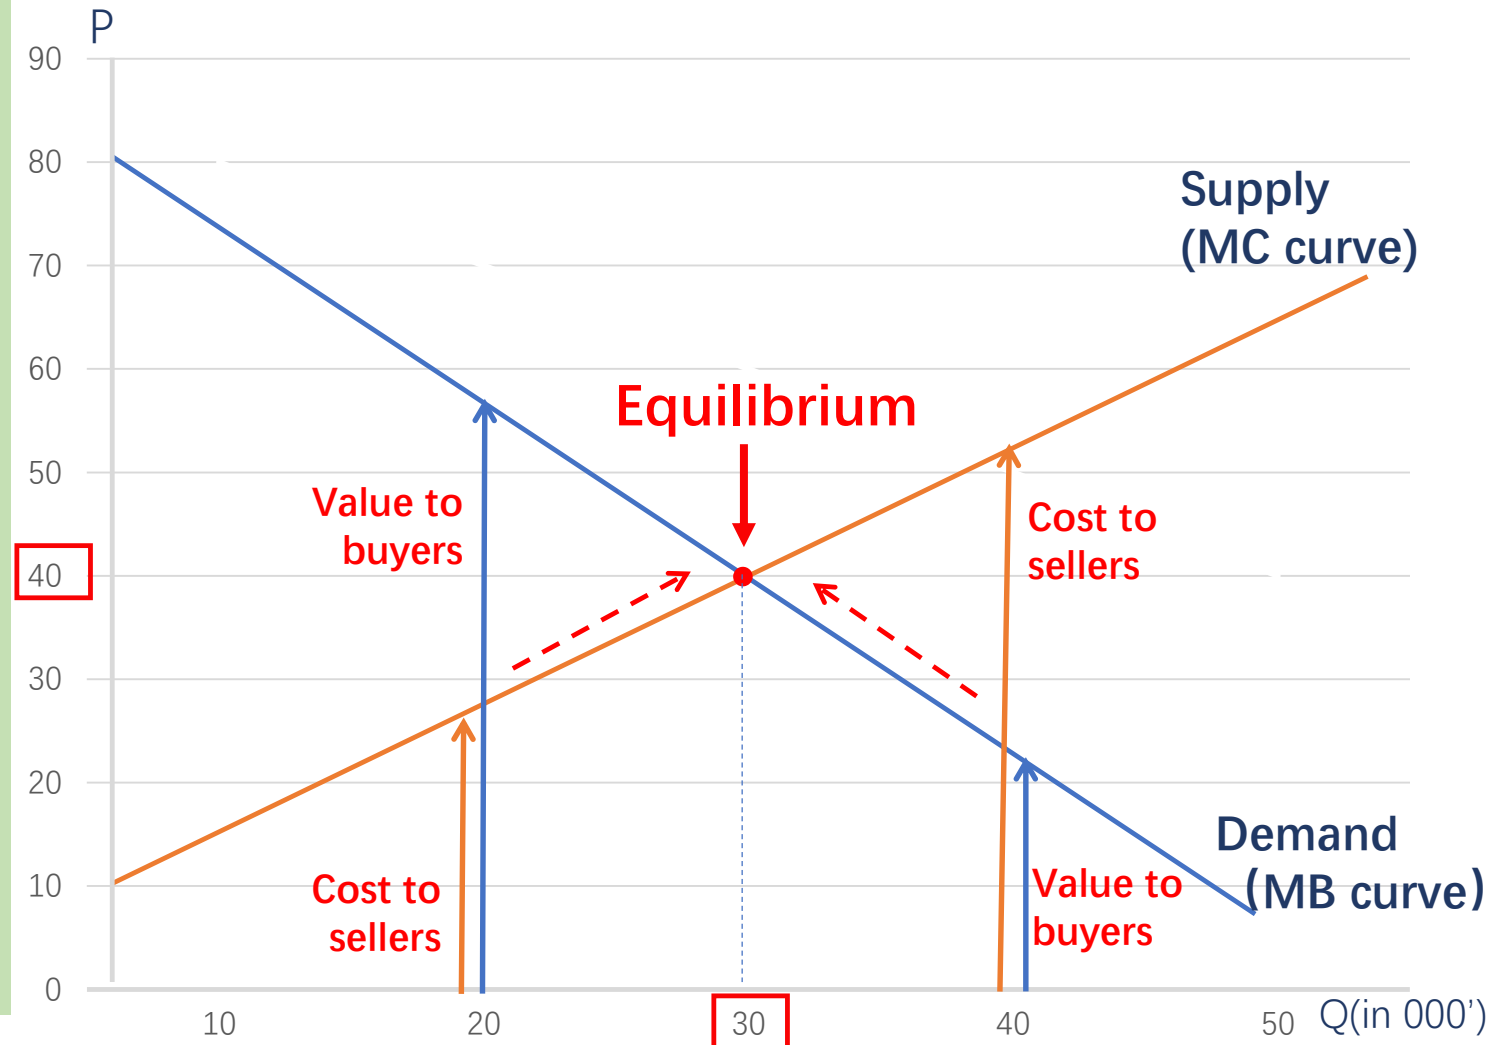 P
90
80
70
60
50
40
30
20
10
0
Supply
(MC curve)
Equilibrium
Value to
buyers
Cost to
sellers
Cost to
sellers
Value to
buyers
Demand
(MB curve)
10 20 30 40 50 Q(in 000')